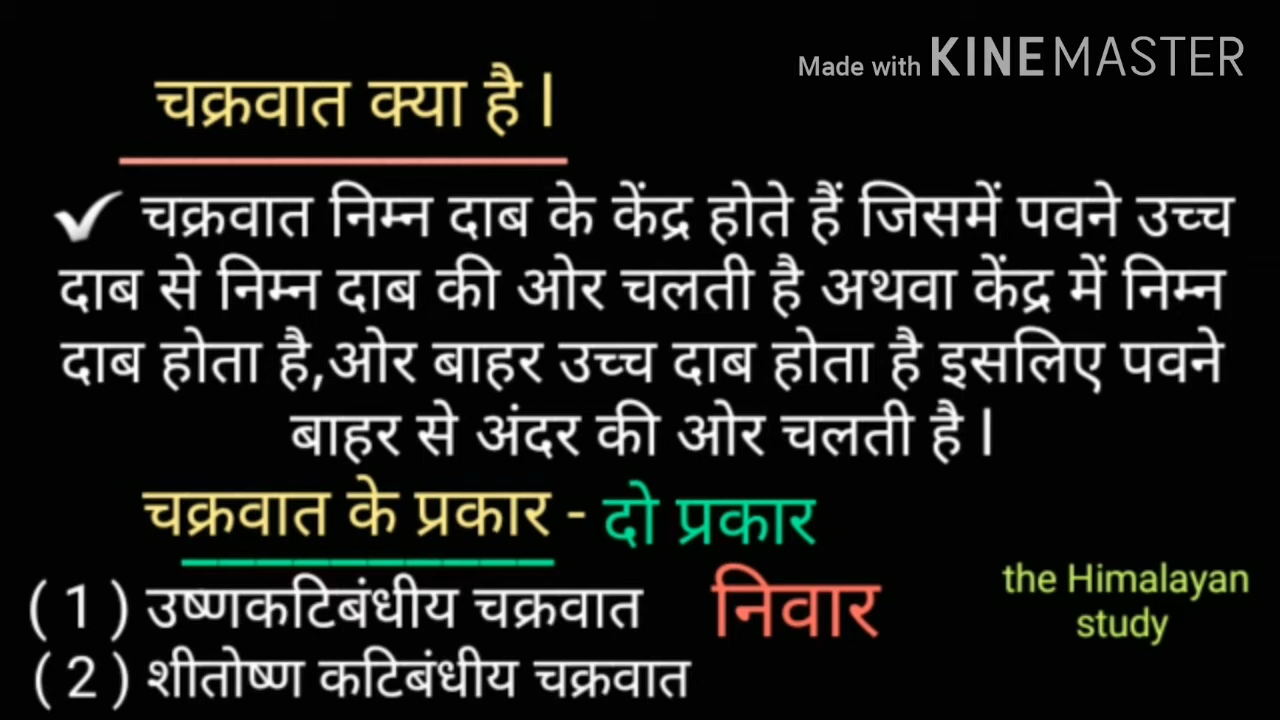 Made with KINEMASTER
चक्रवात क्या है l
✔ चक्रवात निम्न दाब के केंद्र होते हैं जिसमें पवने उच्च
दाब से निम्न दाब की ओर चलती है अथवा केंद्र में निम्न
दाब होता है,ओर बाहर उच्च दाब होता है इसलिए पवने
बाहर से अंदर की ओर चलती है l
चक्रवात के प्रकार - दो प्रकार
( 1 ) उष्णकटिबंधीय चक्रवात निवार
the Himalayan
study
( 2 ) शीतोष्ण कटिबंधीय चक्रवात